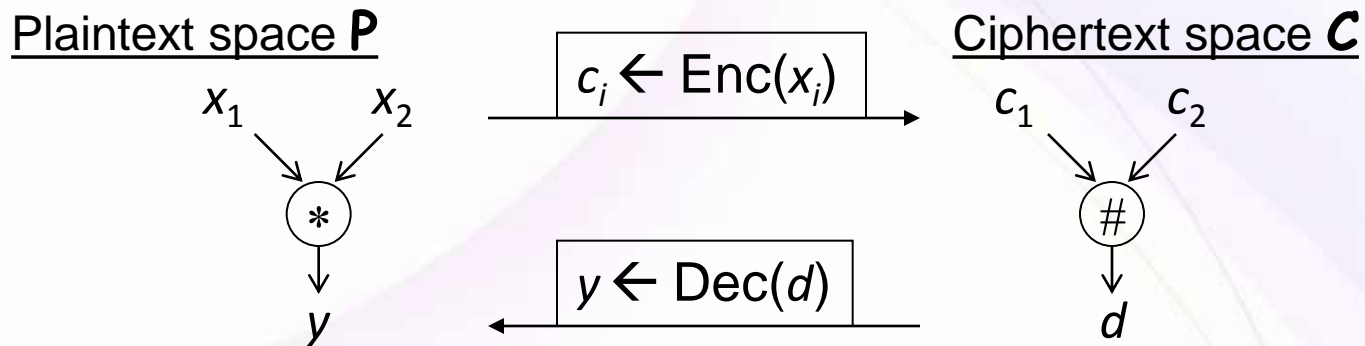 Plaintext space P
cᵢ ← Enc(xᵢ)
Ciphertext space C
x₁ x₂
c₁ c₂
*
#
y ← Dec(d)
y
d